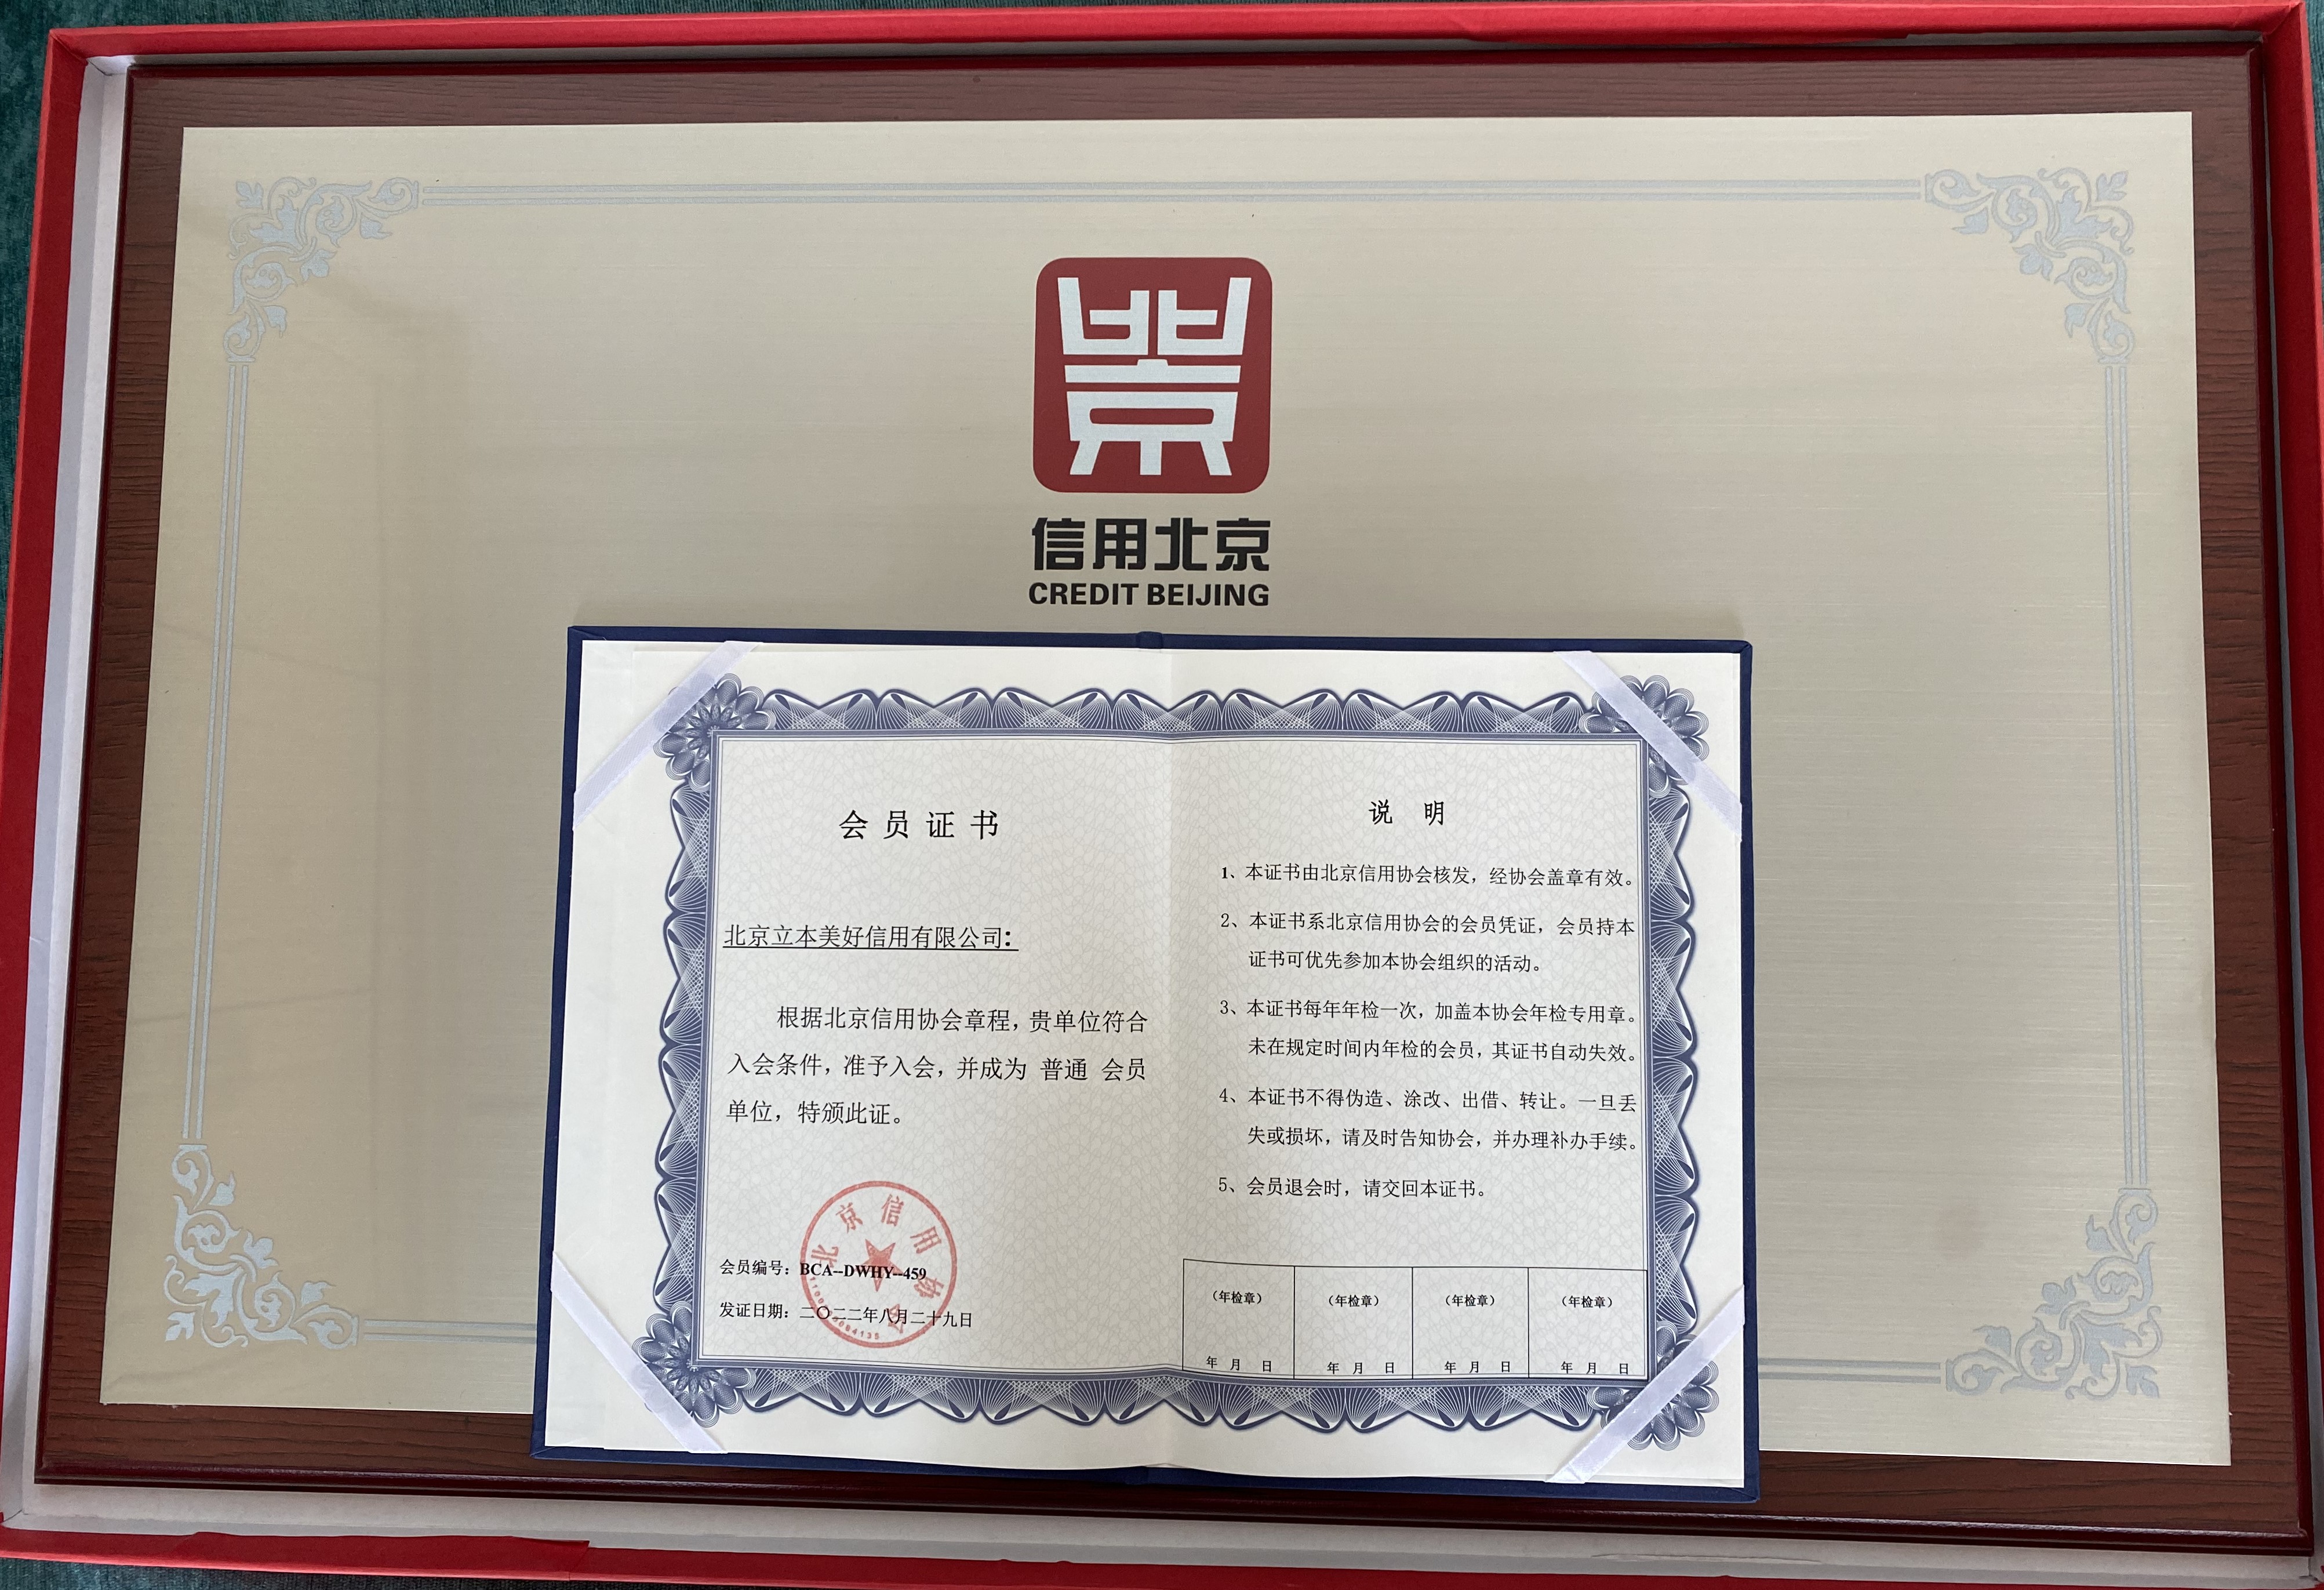 信用北京
CREDIT BEIJING
会员证书
北京立本美好信用有限公司：
根据北京信用协会章程，贵单位符合
入会条件，准予入会，并成为 普通 会员
单位，特颁此证。
会员编号：BCA--DWHY--459
发证日期：二〇二二年八月二十九日
北京信用协会
说 明
1、本证书由北京信用协会核发，经协会盖章有效。
2、本证书系北京信用协会的会员凭证，会员持本
证书可优先参加本协会组织的活动。
3、本证书每年年检一次，加盖本协会年检专用章。
未在规定时间内年检的会员，其证书自动失效。
4、本证书不得伪造、涂改、出借、转让。一旦丢
失或损坏，请及时告知协会，并办理补办手续。
5、会员退会时，请交回本证书。
（年检章） （年检章） （年检章） （年检章）
年 月 日 年 月 日 年 月 日 年 月 日